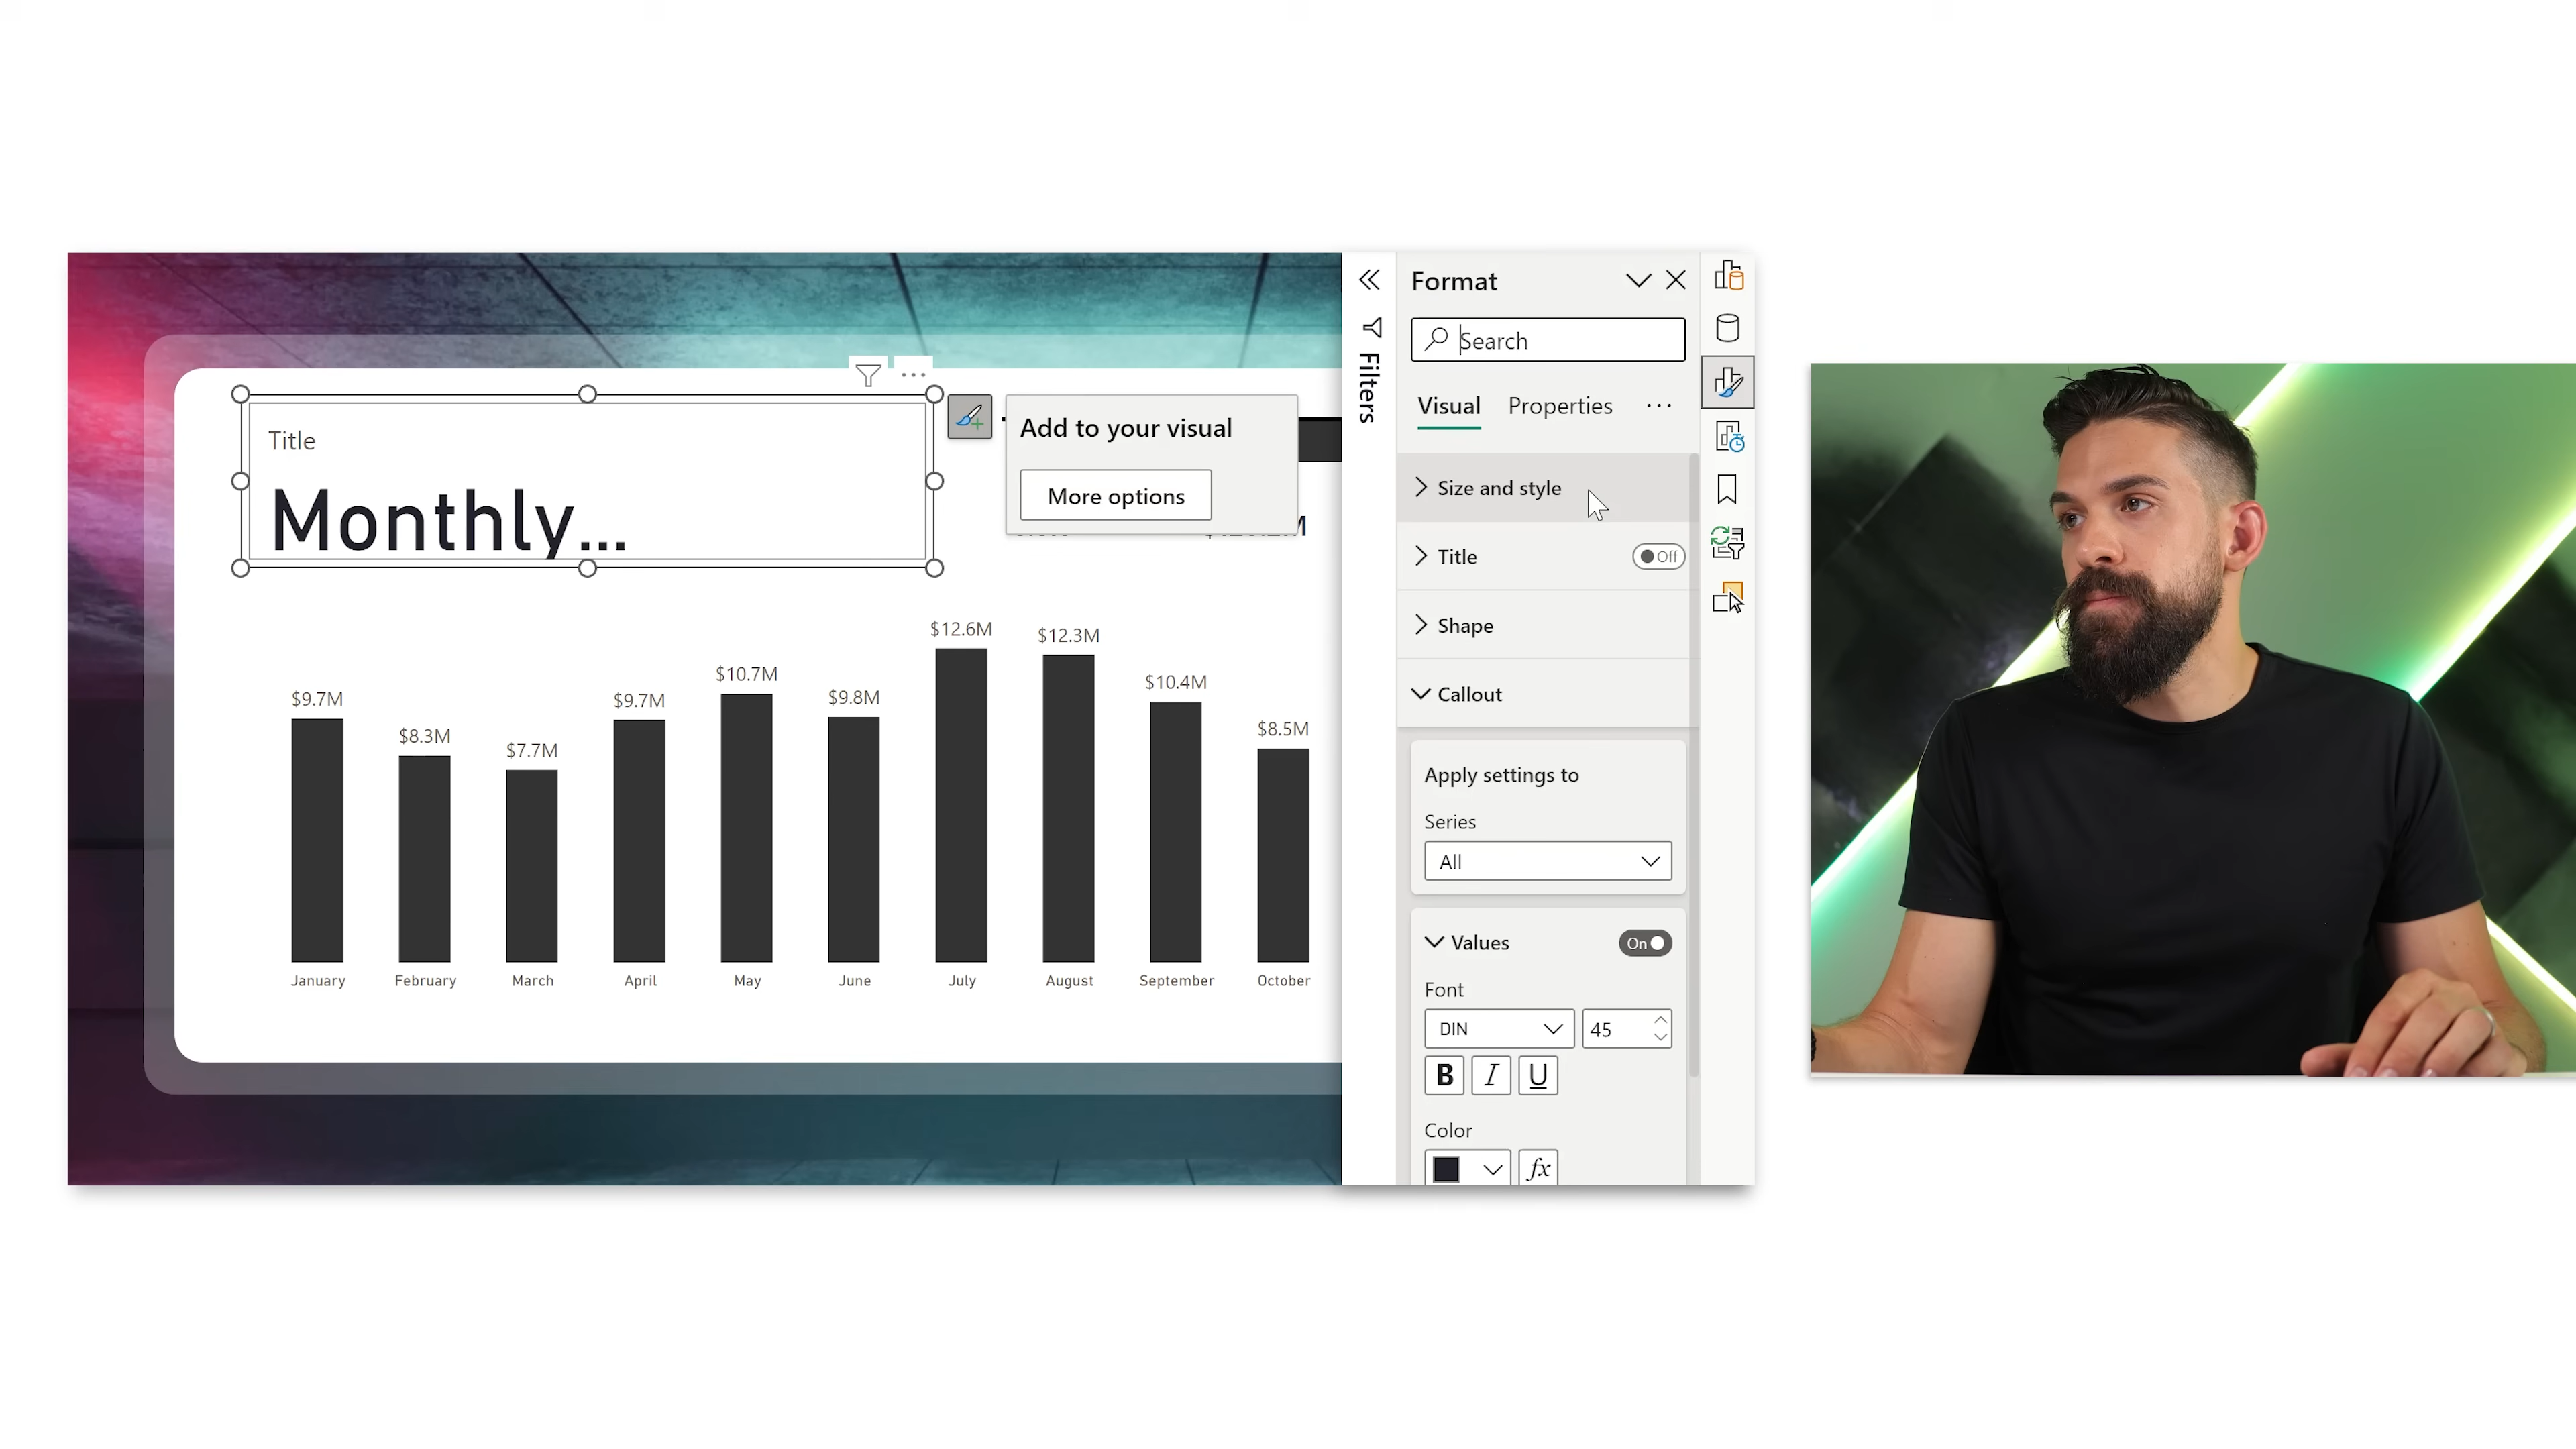 Title
Monthly...
Add to your visual
More options
$9.7M
$8.3M
$7.7M
$9.7M
$10.7M
$9.8M
$12.6M
$12.3M
$10.4M
$8.5M
January
February
March
April
May
June
July
August
September
October
Filters
Format
Search
Visual
Properties
Size and style
Title
Off
Shape
Callout
Apply settings to
Series
All
Values
On
Font
DIN
45
B
I
U
Color
fx